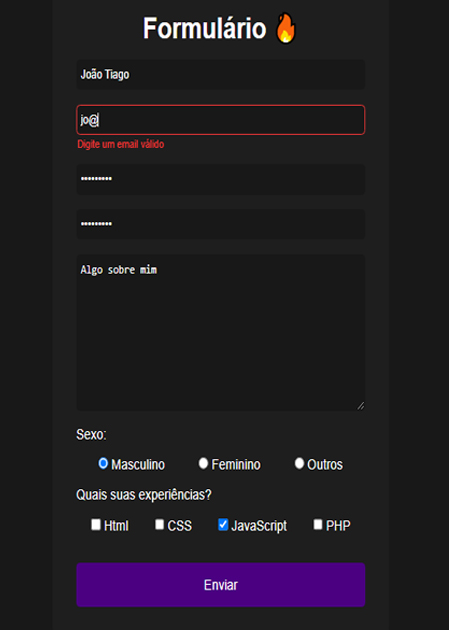 Formulário 🔥
João Tiago
jo@
Digite um email válido
•••••••••
•••••••••
Algo sobre mim
Sexo:
Masculino Feminino Outros
Quais suas experiências?
Html CSS JavaScript PHP
Enviar